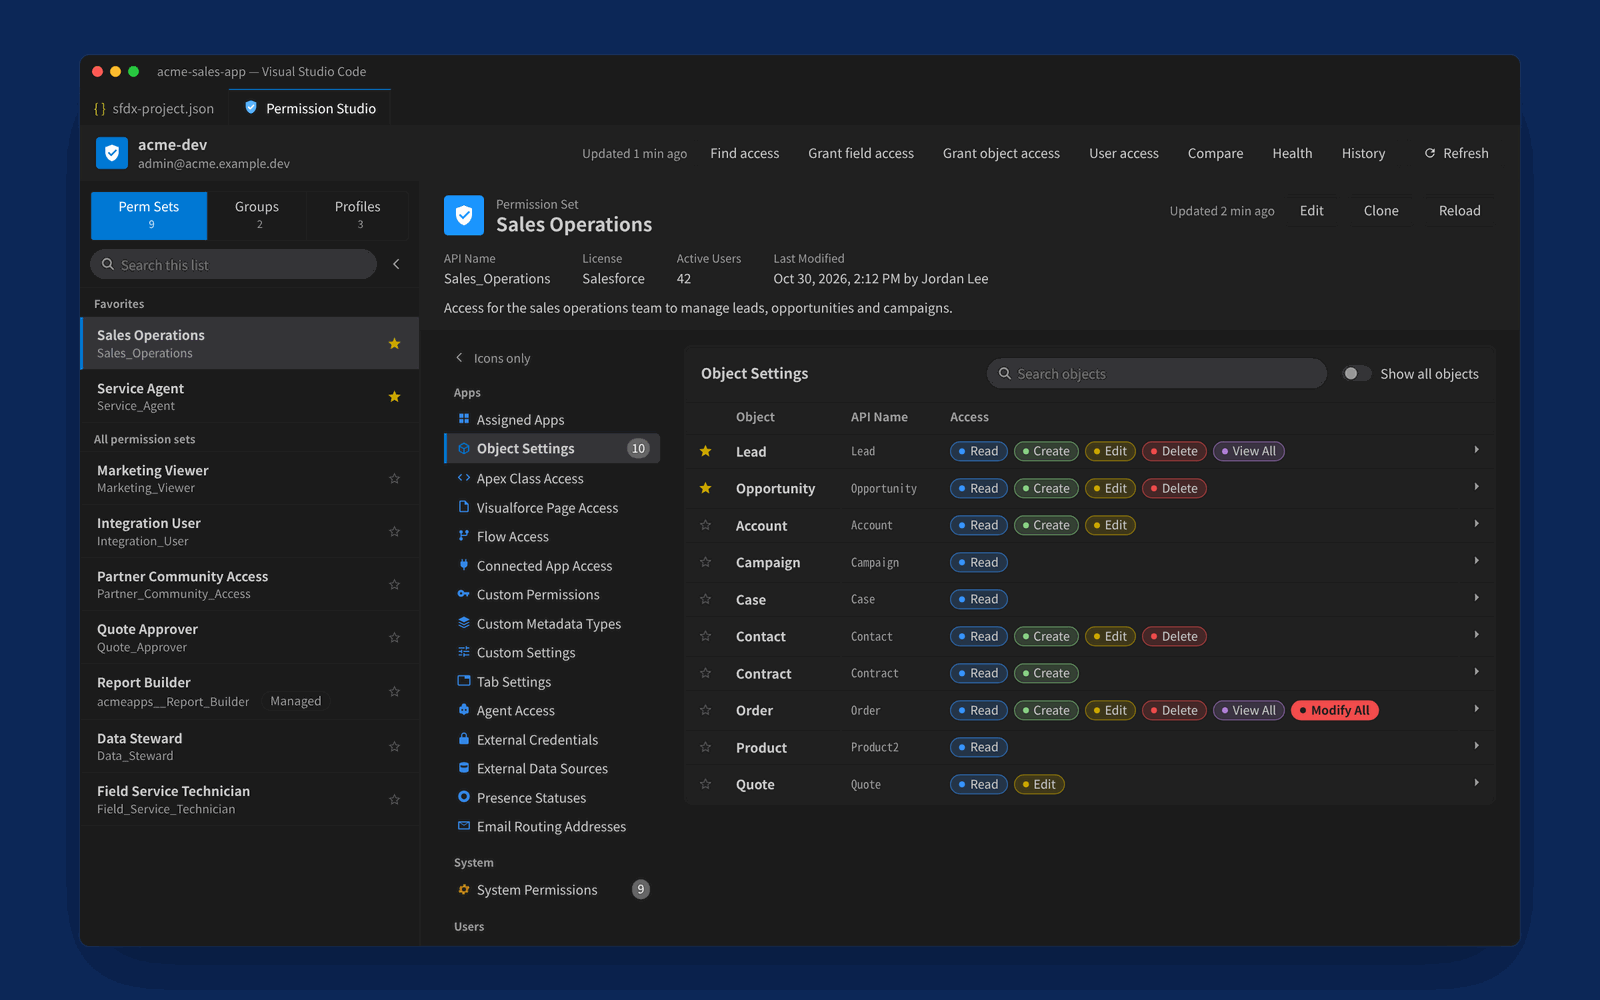 acme-sales-app — Visual Studio Code
{ } sfdx-project.json
Permission Studio
acme-dev
admin@acme.example.dev
Updated 1 min ago Find access Grant field access Grant object access User access Compare Health History Refresh
Perm Sets
9
Groups
2
Profiles
3
Search this list
Favorites
Sales Operations
Sales_Operations
Service Agent
Service_Agent
All permission sets
Marketing Viewer
Marketing_Viewer
Integration User
Integration_User
Partner Community Access
Partner_Community_Access
Quote Approver
Quote_Approver
Report Builder
acmeapps__Report_Builder Managed
Data Steward
Data_Steward
Field Service Technician
Field_Service_Technician
Permission Set
Sales Operations
Updated 2 min ago Edit Clone Reload
API Name License Active Users Last Modified
Sales_Operations Salesforce 42 Oct 30, 2026, 2:12 PM by Jordan Lee
Access for the sales operations team to manage leads, opportunities and campaigns.
Icons only
Apps
Assigned Apps
Object Settings 10
Apex Class Access
Visualforce Page Access
Flow Access
Connected App Access
Custom Permissions
Custom Metadata Types
Custom Settings
Tab Settings
Agent Access
External Credentials
External Data Sources
Presence Statuses
Email Routing Addresses
System
System Permissions 9
Users
Object Settings
Search objects
Show all objects
Object API Name Access
Lead Lead Read Create Edit Delete View All
Opportunity Opportunity Read Create Edit Delete
Account Account Read Create Edit
Campaign Campaign Read
Case Case Read
Contact Contact Read Create Edit Delete
Contract Contract Read Create
Order Order Read Create Edit Delete View All Modify All
Product Product2 Read
Quote Quote Read Edit